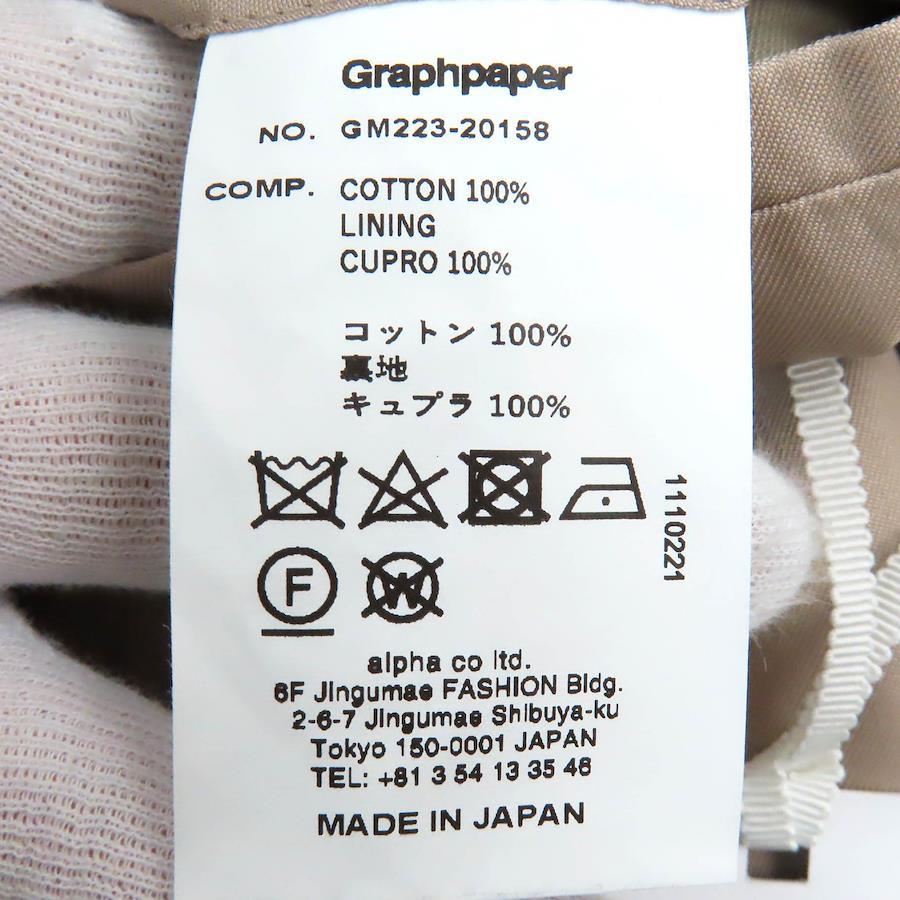 Graphpaper
NO. GM223-20158
COMP. COTTON 100%
LINING
CUPRO 100%
コットン 100%
裏地
キュプラ 100%
F
W
1110221
alpha co ltd.
6F Jingumae FASHION Bldg.
2-6-7 Jingumae Shibuya-ku
Tokyo 150-0001 JAPAN
TEL: +81 3 54 13 35 46
MADE IN JAPAN